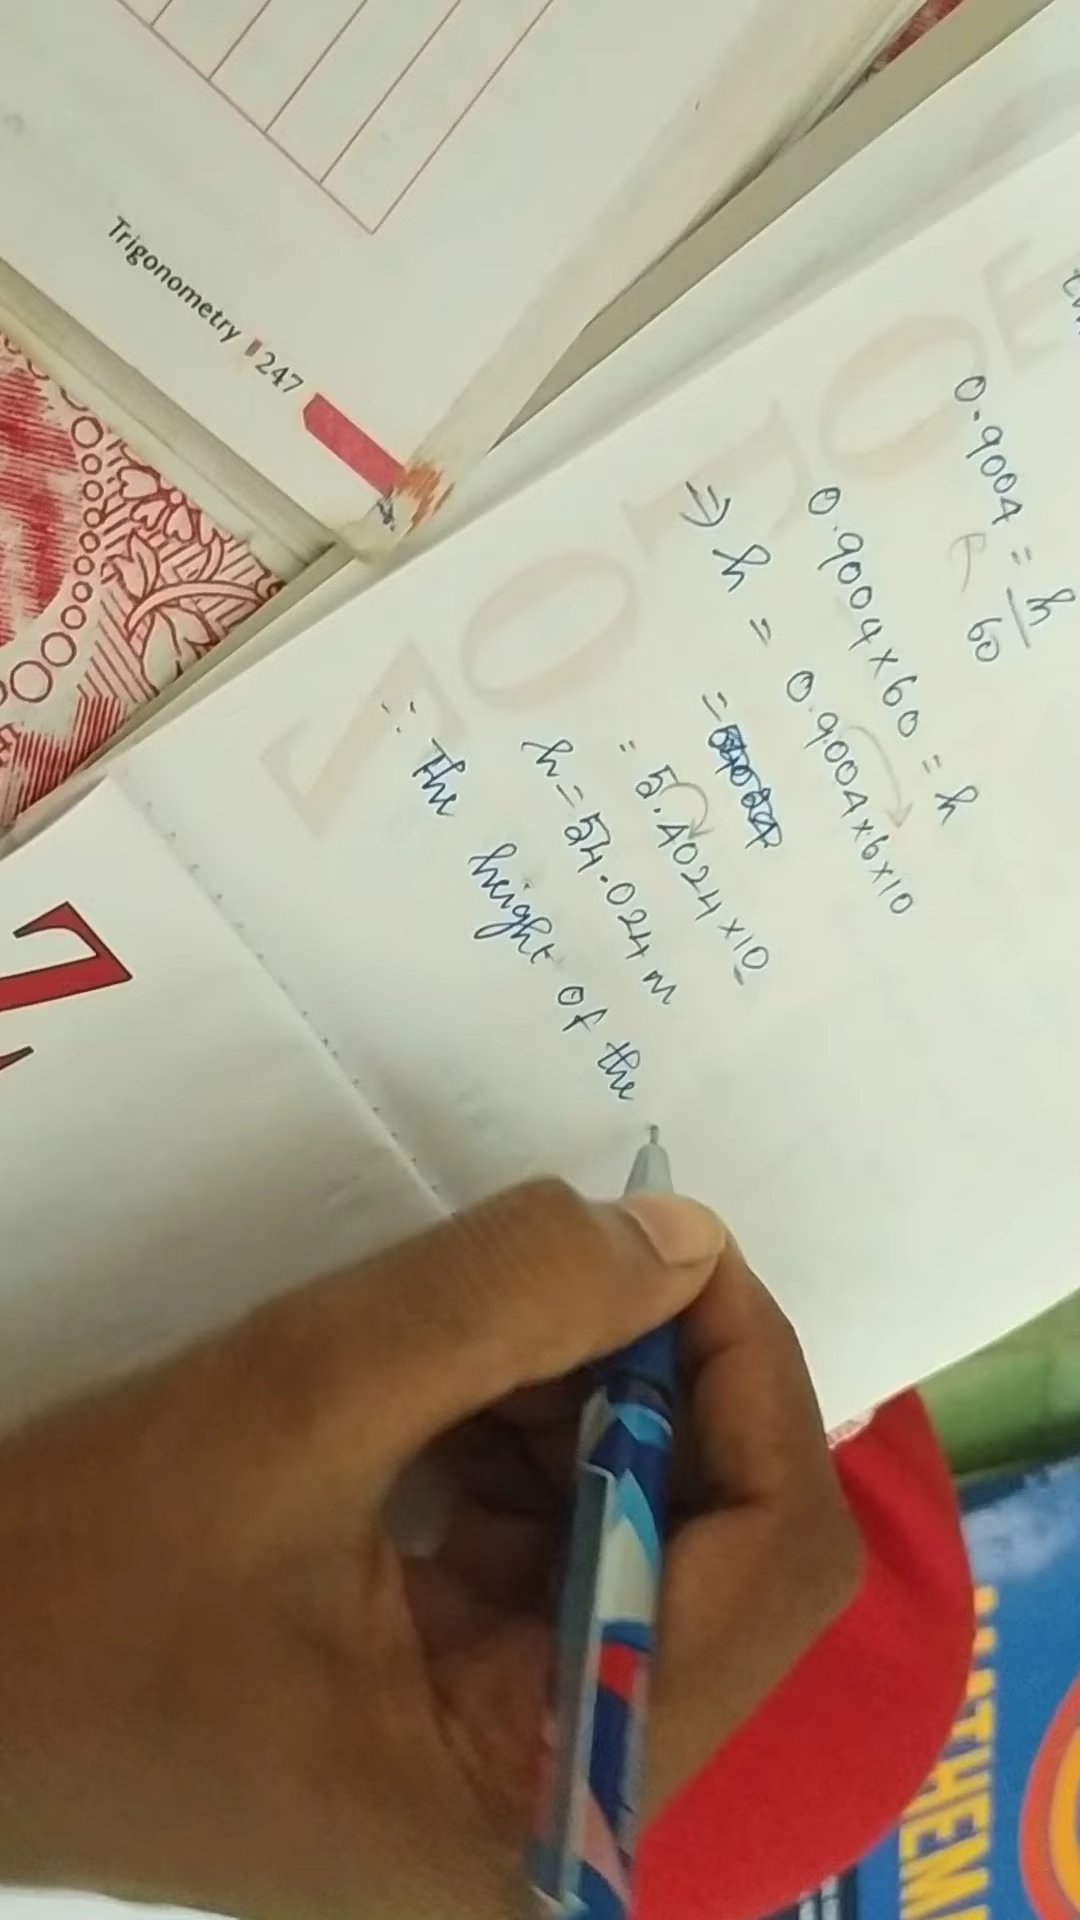 Trigonometry 247
0.9004 = h/60
0.9004 × 60 = h
⇒ h = 0.9004 × 6 × 10
=
= 5.4024 × 10
h = 54.024 m
∴ The height of the
MATHEM